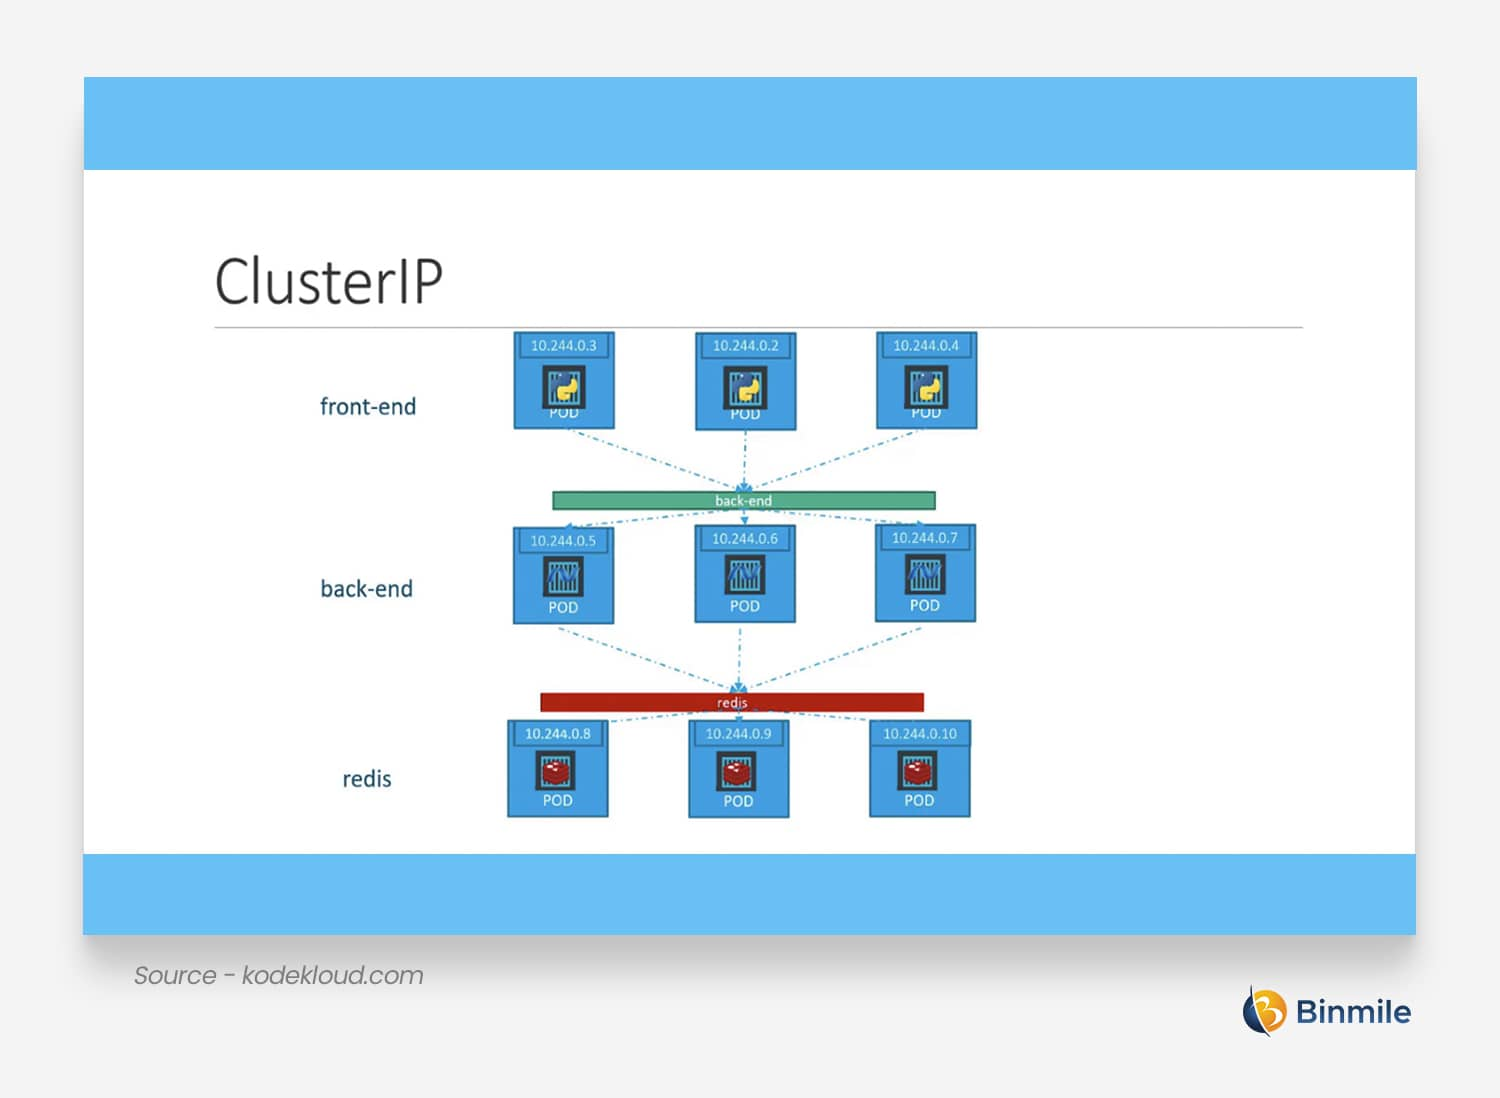 ClusterIP
10.244.0.3 10.244.0.2 10.244.0.4
front-end
POD POD POD
back-end
10.244.0.5 10.244.0.6 10.244.0.7
back-end
POD POD POD
redis
10.244.0.8 10.244.0.9 10.244.0.10
redis
POD POD POD
Source - kodekloud.com
Binmile